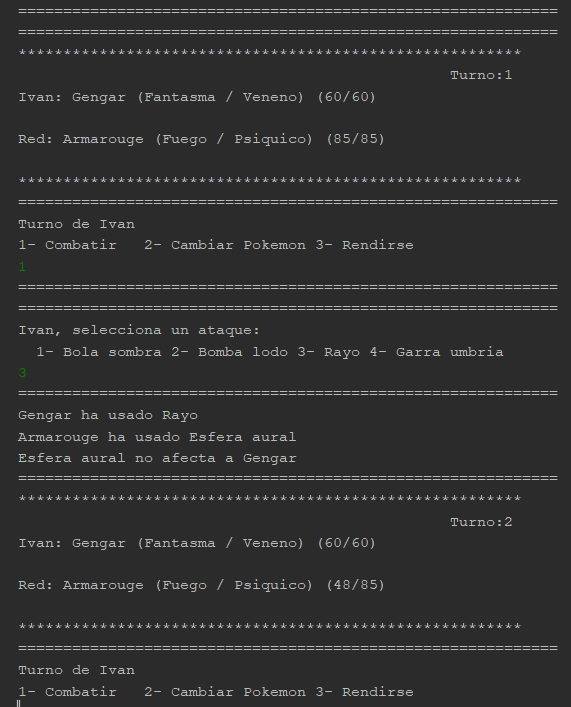 ============================================================
============================================================
********************************************************
Turno:1
Ivan: Gengar (Fantasma / Veneno) (60/60)
Red: Armarouge (Fuego / Psiquico) (85/85)
********************************************************
============================================================
Turno de Ivan
1- Combatir   2- Cambiar Pokemon 3- Rendirse
1
============================================================
============================================================
Ivan, selecciona un ataque:
1- Bola sombra 2- Bomba lodo 3- Rayo 4- Garra umbria
3
============================================================
Gengar ha usado Rayo
Armarouge ha usado Esfera aural
Esfera aural no afecta a Gengar
============================================================
********************************************************
Turno:2
Ivan: Gengar (Fantasma / Veneno) (60/60)
Red: Armarouge (Fuego / Psiquico) (48/85)
********************************************************
============================================================
Turno de Ivan
1- Combatir   2- Cambiar Pokemon 3- Rendirse